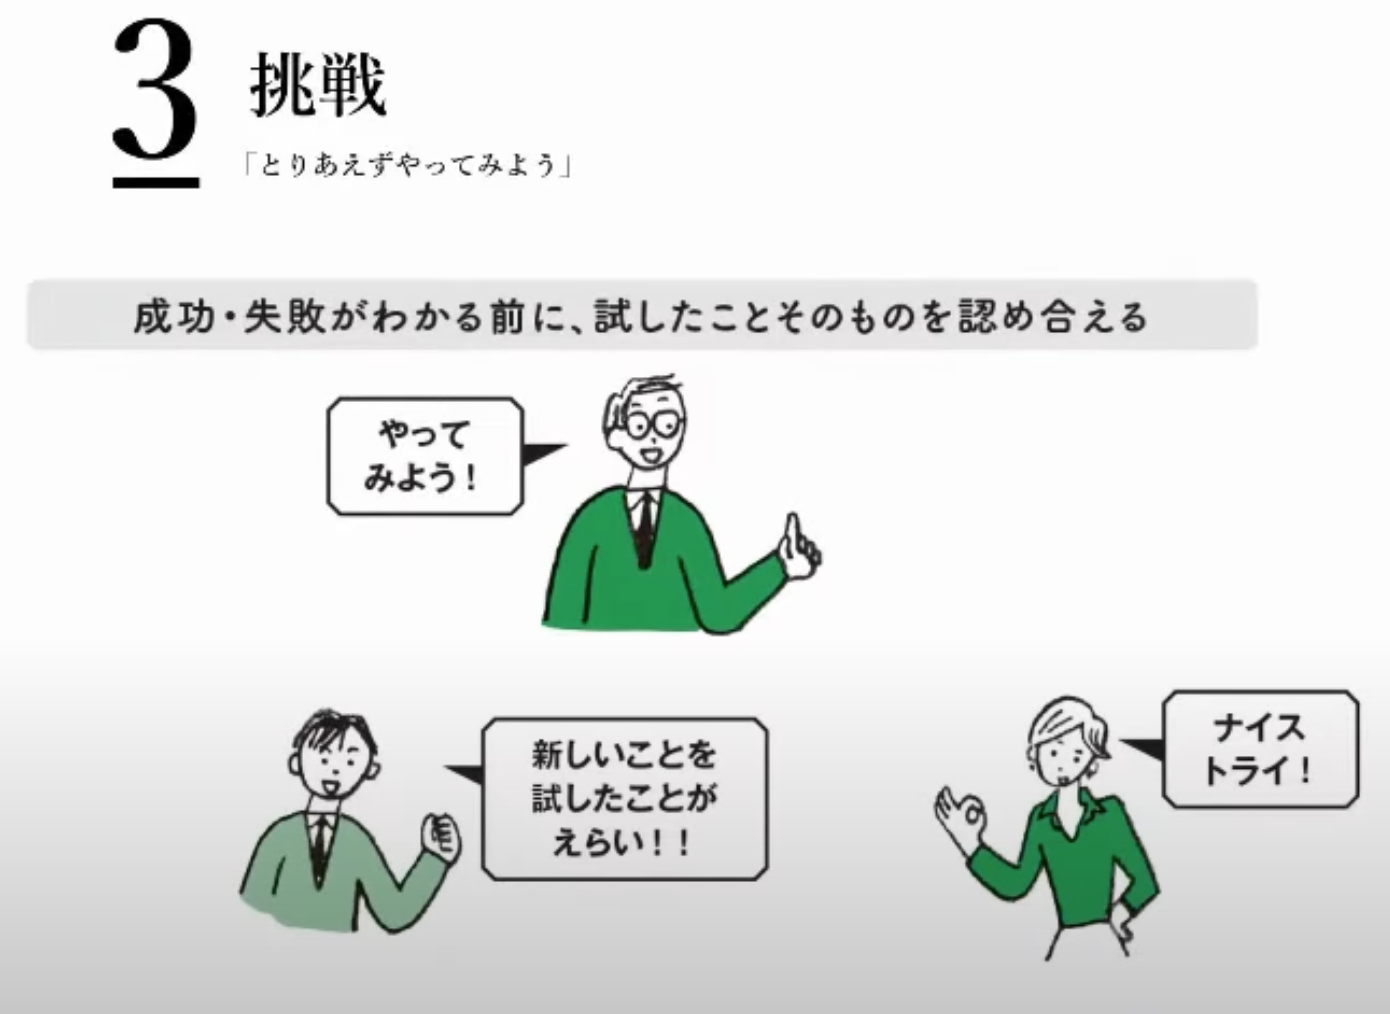 3
挑戦
「とりあえずやってみよう」
成功・失敗がわかる前に、試したことそのものを認め合える
やって
みよう！
新しいことを
試したことが
えらい！！
ナイス
トライ！